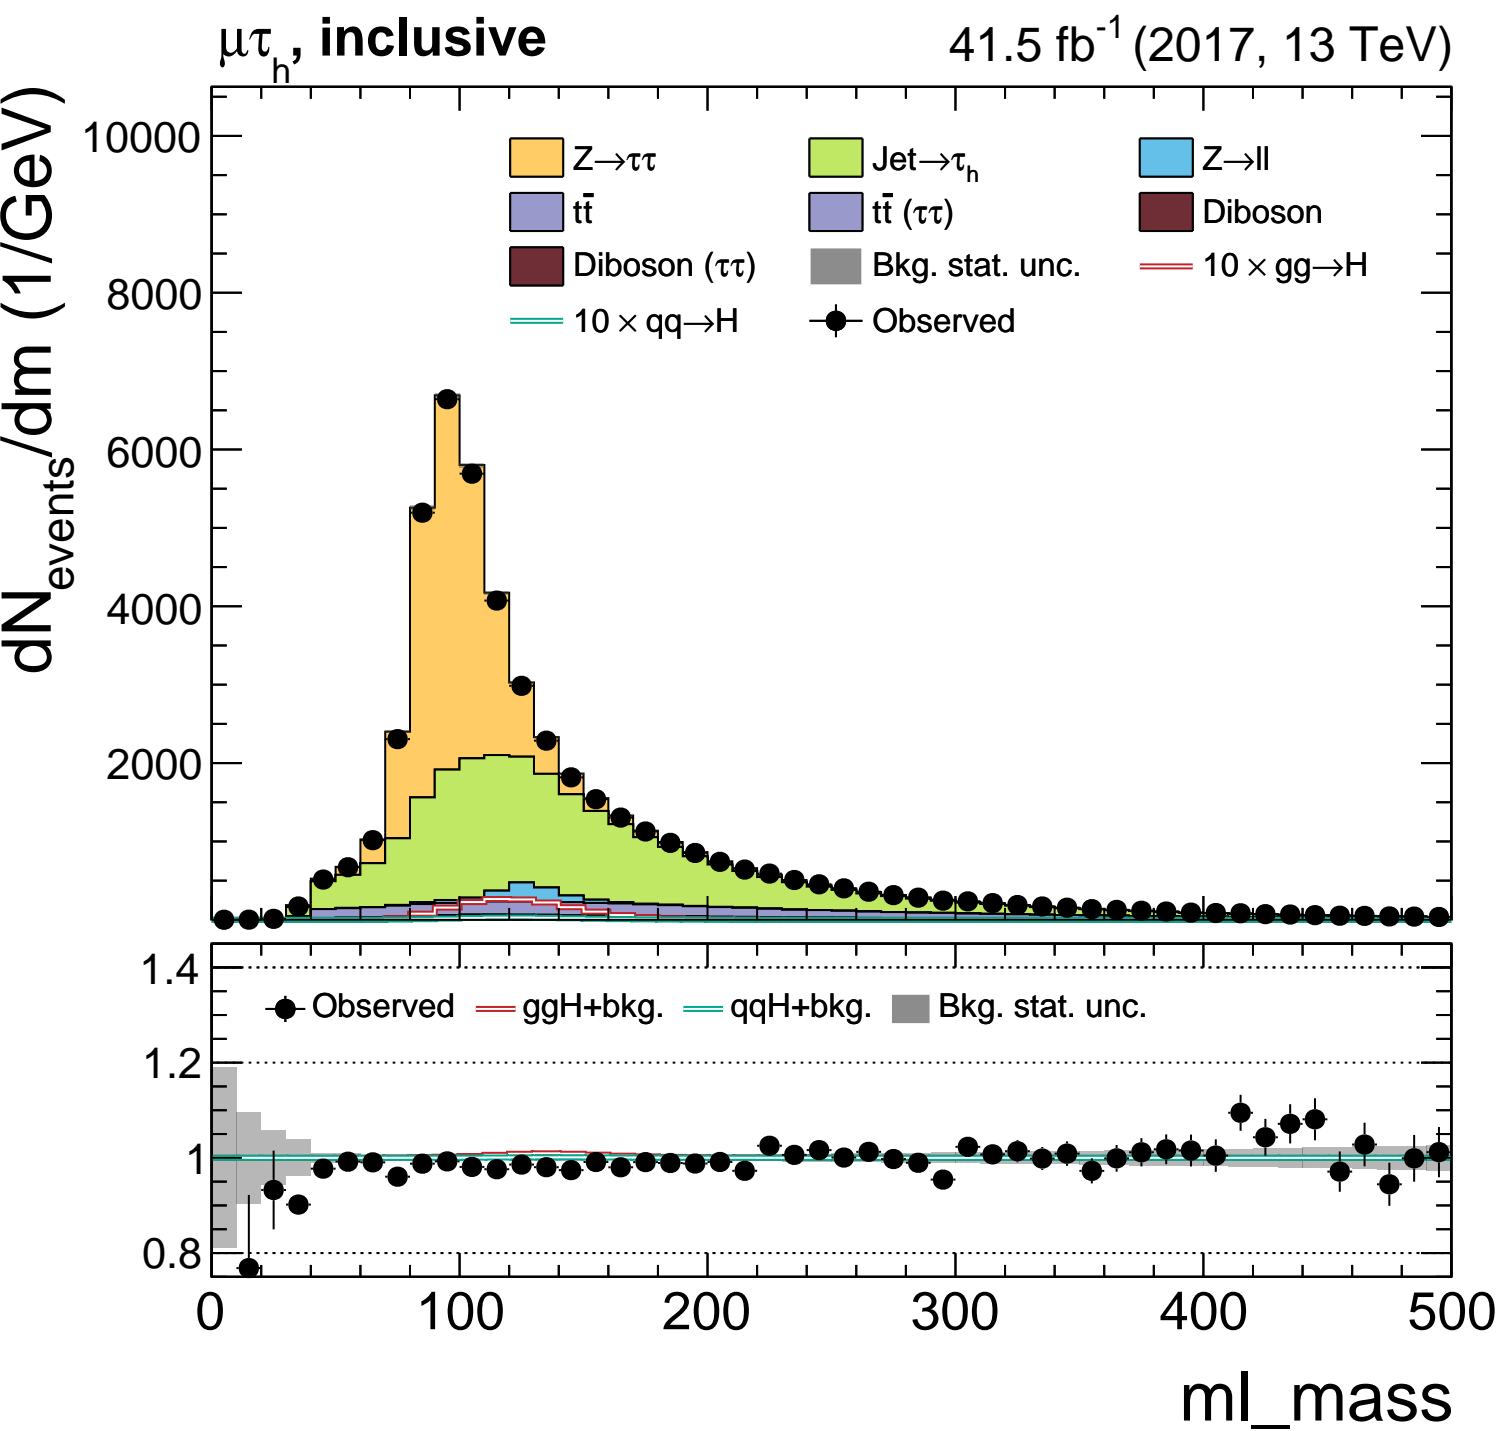 μτₕ, inclusive
41.5 fb⁻¹ (2017, 13 TeV)
dN_events/dm (1/GeV)
10000
8000
6000
4000
2000
Z→ττ Jet→τₕ Z→ll
tt̄ tt̄ (ττ) Diboson
Diboson (ττ) Bkg. stat. unc. 10 × gg→H
10 × qq→H Observed
1.4
1.2
1
0.8
Observed ggH+bkg. qqH+bkg. Bkg. stat. unc.
0 100 200 300 400 500
ml_mass